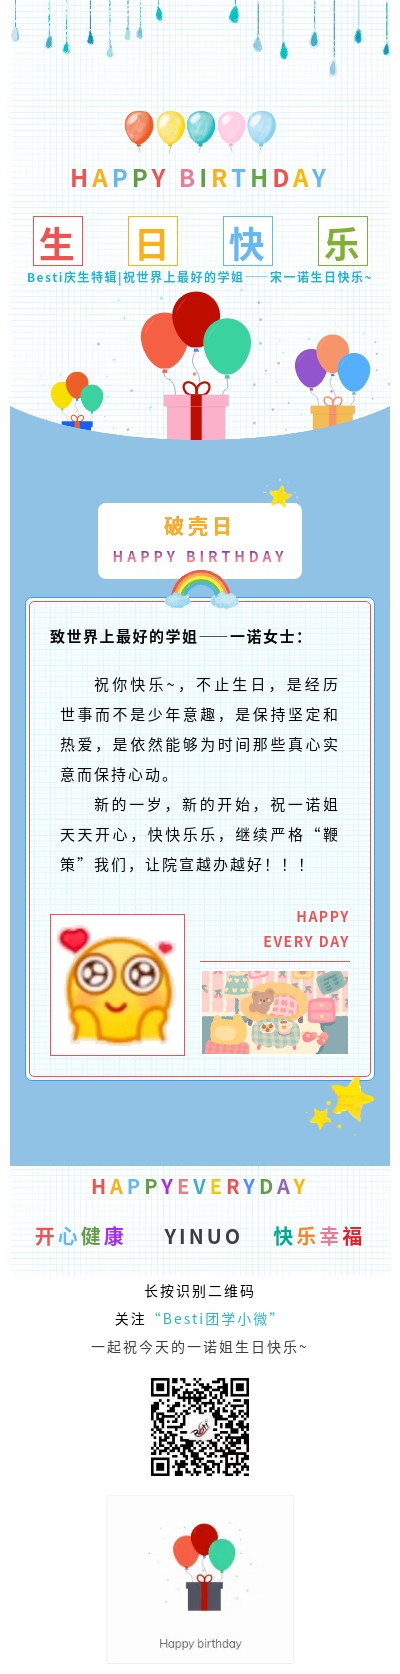 HAPPY BIRTHDAY
生日快乐
Besti庆生特辑|祝世界上最好的学姐——宋一诺生日快乐~
破壳日
HAPPY BIRTHDAY
致世界上最好的学姐——一诺女士：
祝你快乐~，不止生日，是经历
世事而不是少年意趣，是保持坚定和
热爱，是依然能够为时间那些真心实
意而保持心动。
新的一岁，新的开始，祝一诺姐
天天开心，快快乐乐，继续严格“鞭
策”我们，让院宣越办越好！！！
HAPPY
EVERY DAY
HAPPYEVERYDAY
开心健康 YINUO 快乐幸福
长按识别二维码
关注“Besti团学小微”
一起祝今天的一诺姐生日快乐~
Happy birthday